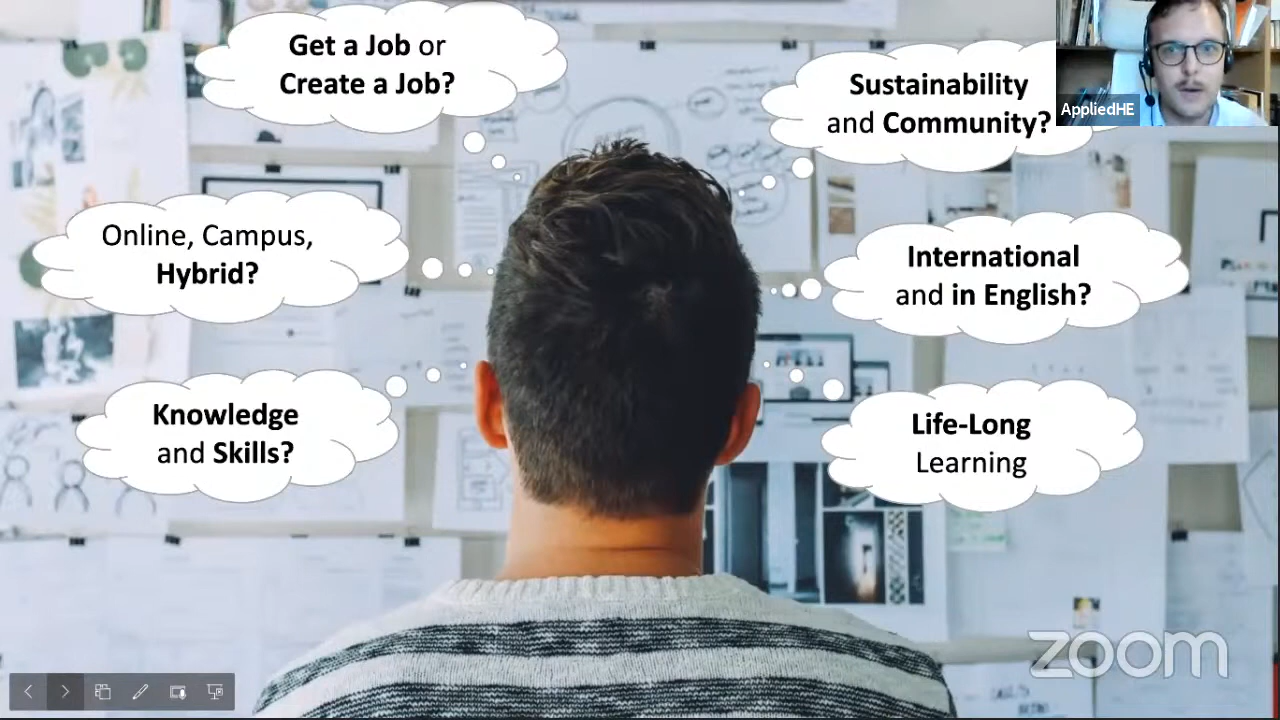 Get a Job or
Create a Job?
Sustainability
and Community?
AppliedHE
Online, Campus,
Hybrid?
International
and in English?
Knowledge
and Skills?
Life-Long
Learning
zoom